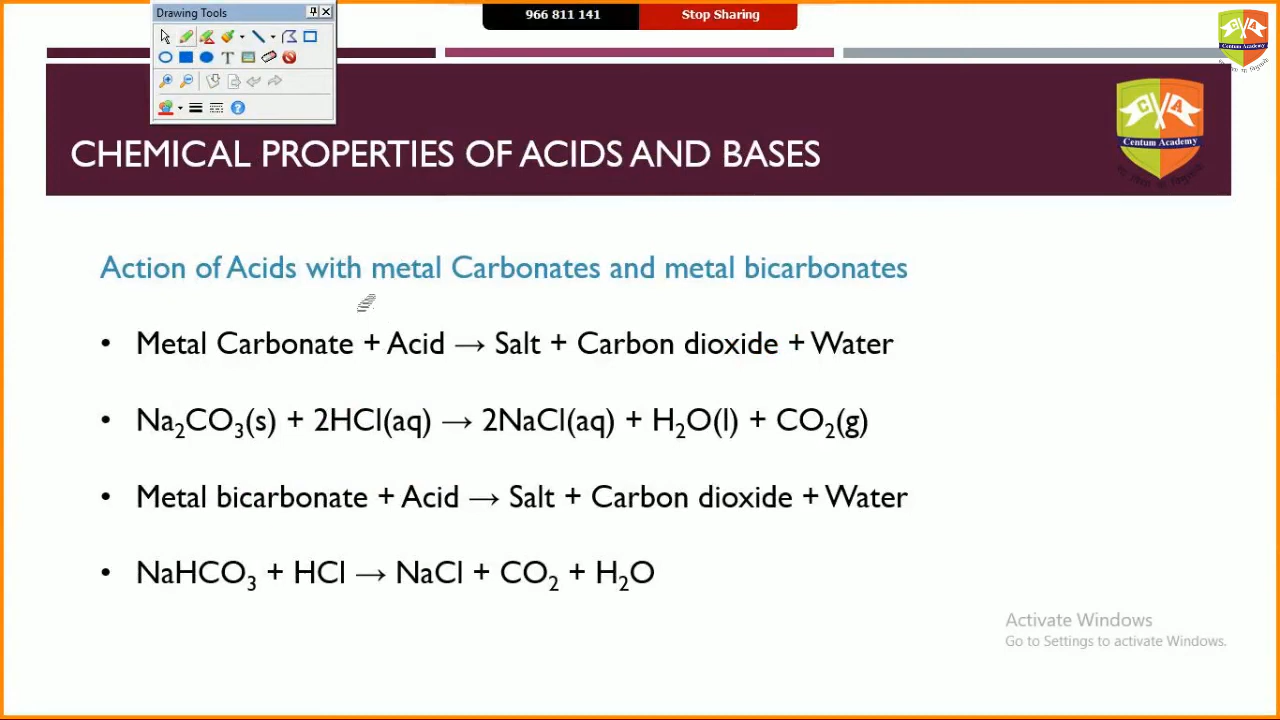 Drawing Tools
966 811 141 Stop Sharing
CHEMICAL PROPERTIES OF ACIDS AND BASES
C A
Centum Academy
C A
Centum Academy
Action of Acids with metal Carbonates and metal bicarbonates
• Metal Carbonate + Acid → Salt + Carbon dioxide + Water
• Na₂CO₃(s) + 2HCl(aq) → 2NaCl(aq) + H₂O(l) + CO₂(g)
• Metal bicarbonate + Acid → Salt + Carbon dioxide + Water
• NaHCO₃ + HCl → NaCl + CO₂ + H₂O
Activate Windows
Go to Settings to activate Windows.